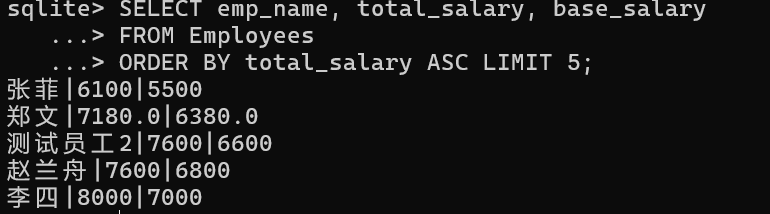 sqlite> SELECT emp_name, total_salary, base_salary
   ...> FROM Employees
   ...> ORDER BY total_salary ASC LIMIT 5;
张菲|6100|5500
郑文|7180.0|6380.0
测试员工2|7600|6600
赵兰舟|7600|6800
李四|8000|7000